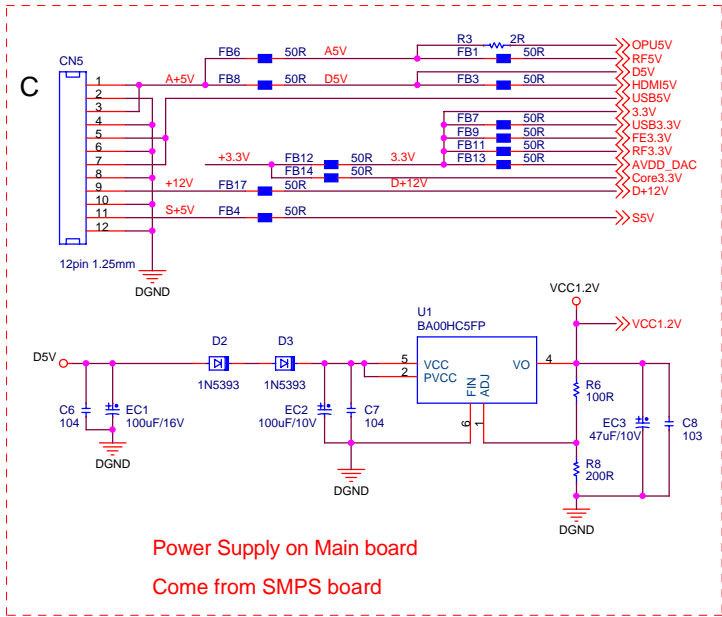 R3 2R OPU5V
FB6 50R A5V FB1 50R RF5V
CN5
D5V
C
1 A+5V FB8 50R D5V FB3 50R HDMI5V
2 USB5V
3 3.3V
4 FB7 50R USB3.3V
5 FB9 50R FE3.3V
6 FB11 50R RF3.3V
7 +3.3V FB12 50R 3.3V FB13 50R AVDD_DAC
8 FB14 50R Core3.3V
9 +12V FB17 50R D+12V D+12V
10
11 S+5V FB4 50R S5V
12
12pin 1.25mm
DGND
VCC1.2V
U1
BA00HC5FP
VCC1.2V
D5V D2 D3
5 VCC VO 4
2 PVCC
1N5393 1N5393
FIN ADJ
6 1
C6
104
EC1
100uF/16V
EC2
100uF/10V
C7
104
R6
100R
EC3
47uF/10V
C8
103
R8
200R
DGND
DGND
DGND
Power Supply on Main board
Come from SMPS board